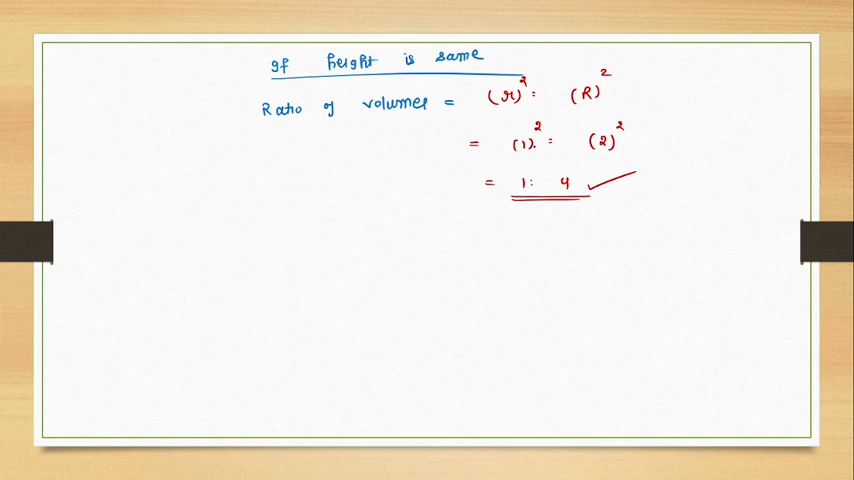 If height is same
Ratio of volumes = (r)² : (R)²
= (1)² : (2)²
= 1 : 4 ✓